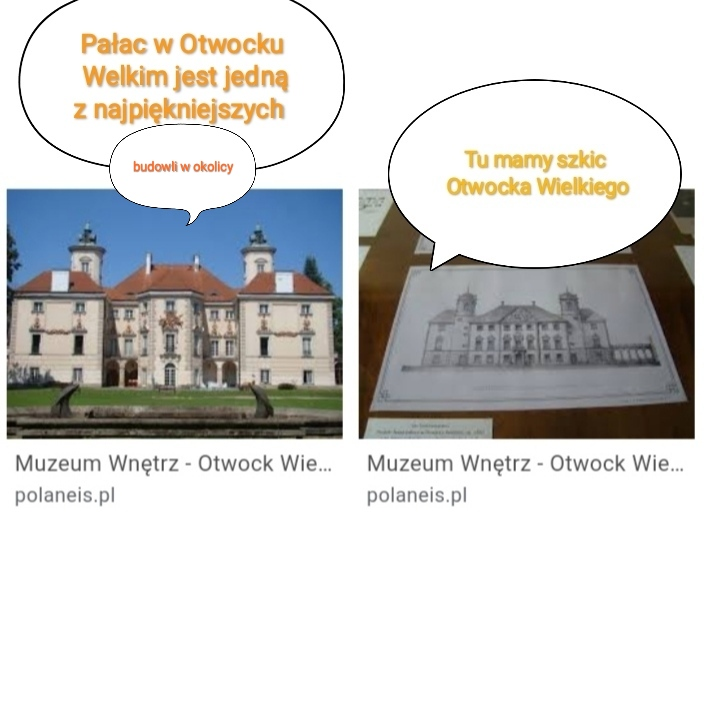 Pałac w Otwocku
Welkim jest jedną
z najpiękniejszych
budowli w okolicy
Tu mamy szkic
Otwocka Wielkiego
Muzeum Wnętrz - Otwock Wie...
polaneis.pl
Muzeum Wnętrz - Otwock Wie...
polaneis.pl